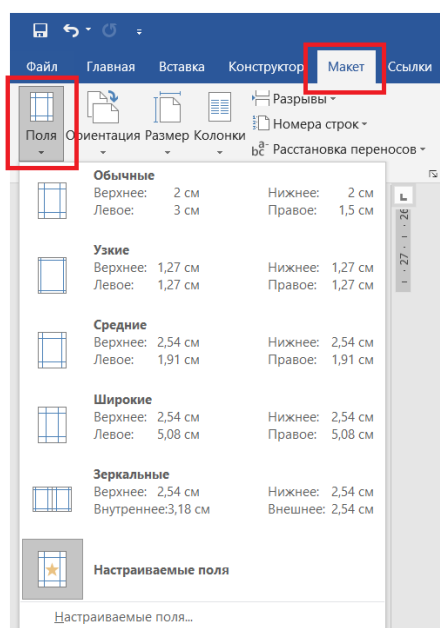 Файл Главная Вставка Конструктор Макет Ссылки
Поля Ориентация Размер Колонки
Разрывы
Номера строк
Расстановка переносов
Обычные
Верхнее: 2 см Нижнее: 2 см
Левое: 3 см Правое: 1,5 см
Узкие
Верхнее: 1,27 см Нижнее: 1,27 см
Левое: 1,27 см Правое: 1,27 см
Средние
Верхнее: 2,54 см Нижнее: 2,54 см
Левое: 1,91 см Правое: 1,91 см
Широкие
Верхнее: 2,54 см Нижнее: 2,54 см
Левое: 5,08 см Правое: 5,08 см
Зеркальные
Верхнее: 2,54 см Нижнее: 2,54 см
Внутреннее:3,18 см Внешнее: 2,54 см
Настраиваемые поля
Настраиваемые поля...
26
27